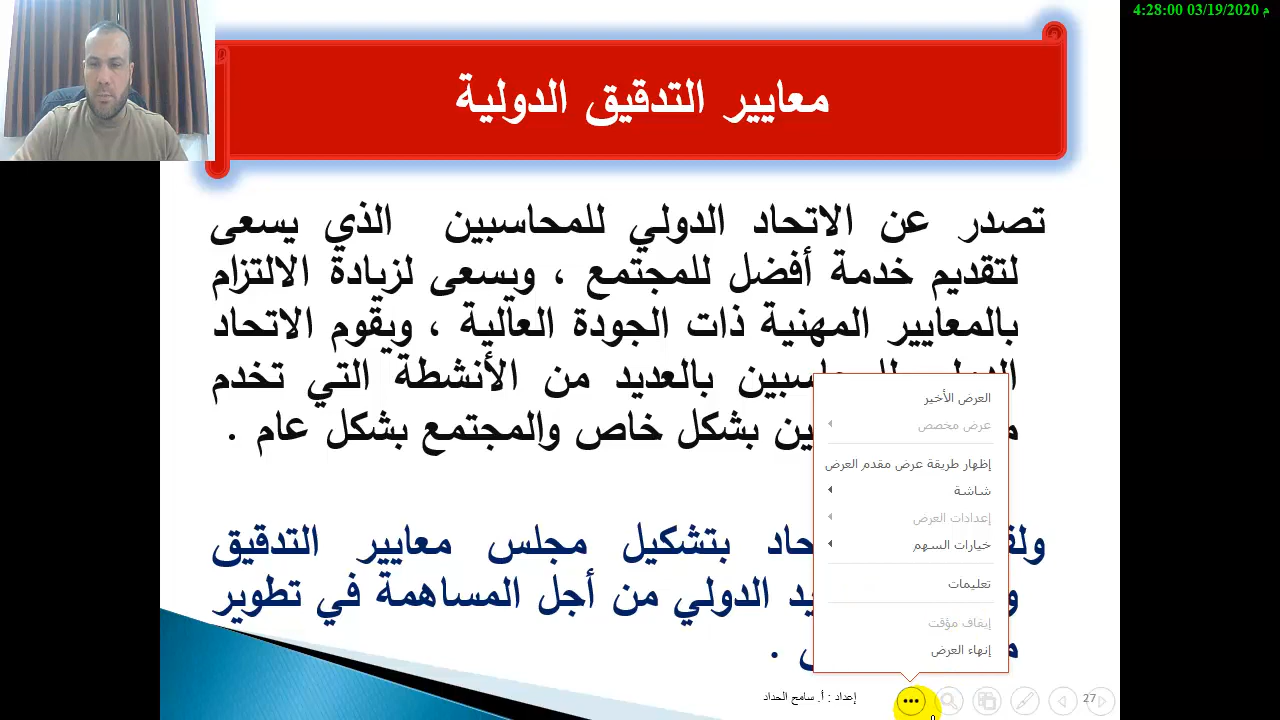 4:28:00 03/19/2020 م
معايير التدقيق الدولية
تصدر عن الاتحاد الدولي للمحاسبين الذي يسعى
لتقديم خدمة أفضل للمجتمع ، ويسعى لزيادة الالتزام
بالمعايير المهنية ذات الجودة العالية ، ويقوم الاتحاد
بالعديد من الأنشطة التي تخدم
بشكل خاص والمجتمع بشكل عام .
بتشكيل مجلس معايير التدقيق
الدولي من أجل المساهمة في تطوير
.
العرض الأخير
عرض مخصص
إظهار طريقة عرض مقدم العرض
شاشة
إعدادات العرض
خيارات السهم
تعليمات
إيقاف مؤقت
إنهاء العرض
إعداد : أ. سامح الحداد
27